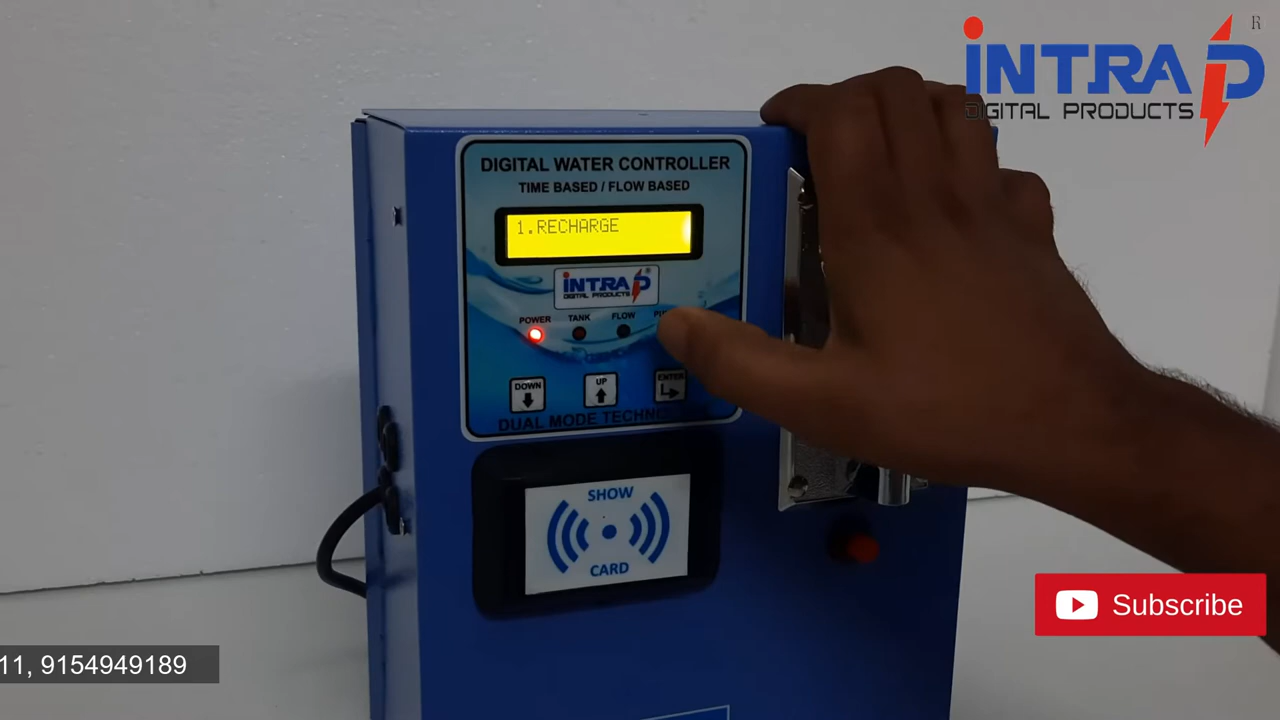 INTRA
DIGITAL PRODUCTS
R
DIGITAL WATER CONTROLLER
TIME BASED / FLOW BASED
1.RECHARGE
INTRA
DIGITAL PRODUCTS
POWER TANK FLOW
DOWN UP ENTER
DUAL MODE
SHOW
CARD
Subscribe
11, 9154949189